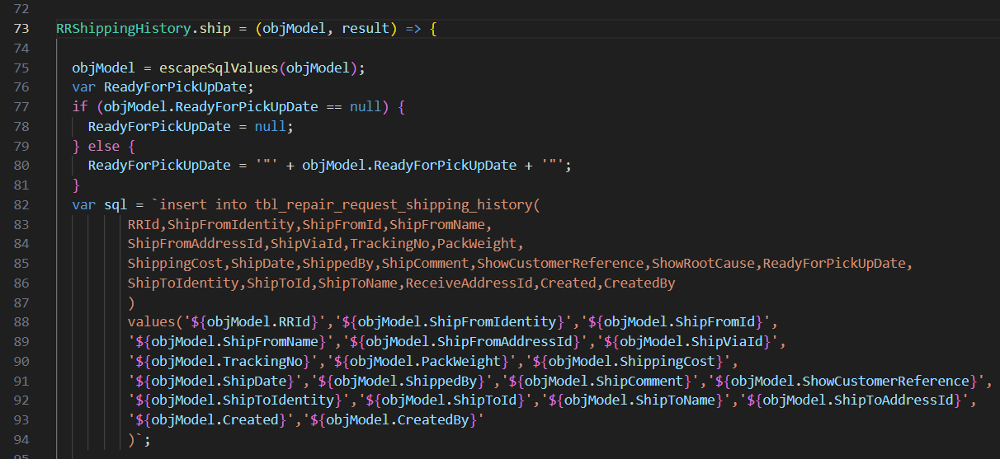 72
73 RRShippingHistory.ship = (objModel, result) => {
74
75 objModel = escapeSqlValues(objModel);
76 var ReadyForPickUpDate;
77 if (objModel.ReadyForPickUpDate == null) {
78 ReadyForPickUpDate = null;
79 } else {
80 ReadyForPickUpDate = '"' + objModel.ReadyForPickUpDate + '"';
81 }
82 var sql = `insert into tbl_repair_request_shipping_history(
83 RRId,ShipFromIdentity,ShipFromId,ShipFromName,
84 ShipFromAddressId,ShipViaId,TrackingNo,PackWeight,
85 ShippingCost,ShipDate,ShippedBy,ShipComment,ShowCustomerReference,ShowRootCause,ReadyForPickUpDate,
86 ShipToIdentity,ShipToId,ShipToName,ReceiveAddressId,Created,CreatedBy
87 )
88 values('${objModel.RRId}','${objModel.ShipFromIdentity}','${objModel.ShipFromId}',
89 '${objModel.ShipFromName}','${objModel.ShipFromAddressId}','${objModel.ShipViaId}',
90 '${objModel.TrackingNo}','${objModel.PackWeight}','${objModel.ShippingCost}',
91 '${objModel.ShipDate}','${objModel.ShippedBy}','${objModel.ShipComment}','${objModel.ShowCustomerReference}',
92 '${objModel.ShipToIdentity}','${objModel.ShipToId}','${objModel.ShipToName}','${objModel.ShipToAddressId}',
93 '${objModel.Created}','${objModel.CreatedBy}'
94 )`;
95